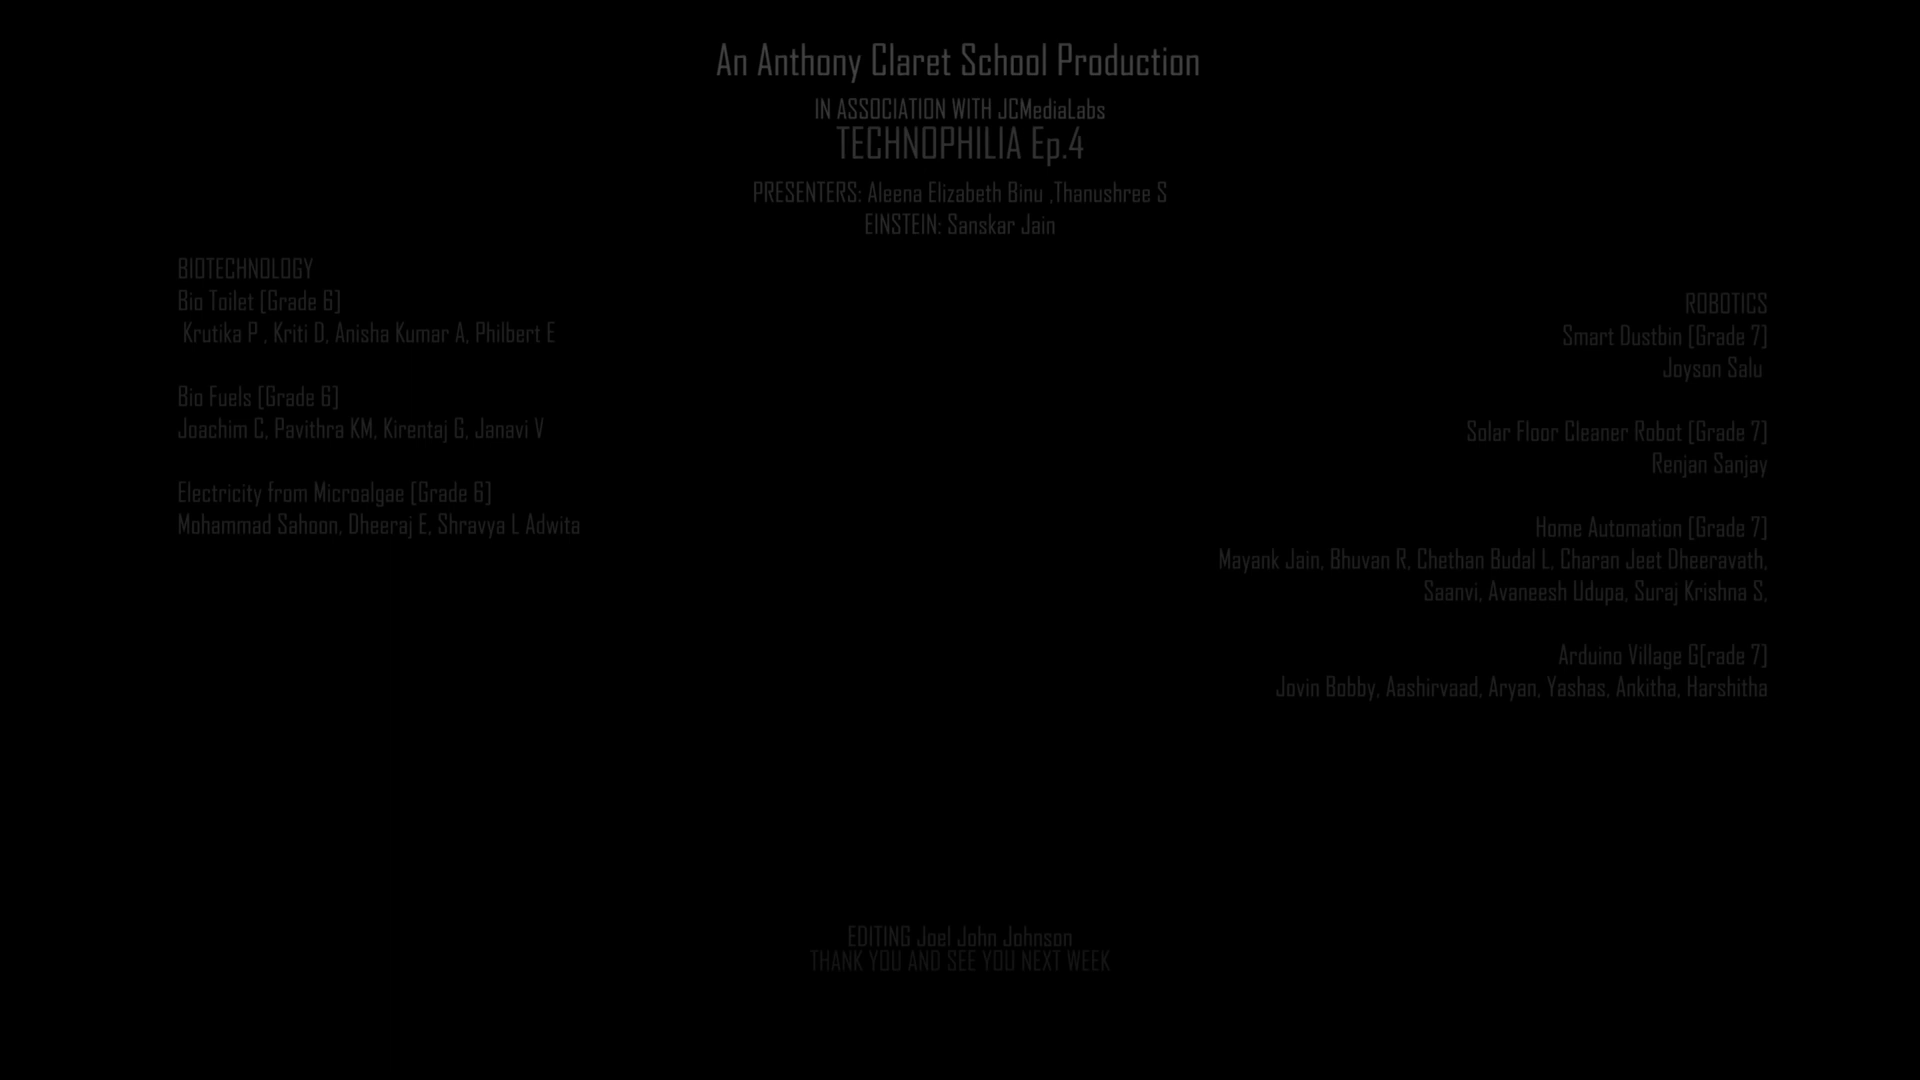 An Anthony Claret School Production
IN ASSOCIATION WITH JCMediaLabs
TECHNOPHILIA Ep.4
PRESENTERS: Aleena Elizabeth Binu ,Thanushree S
EINSTEIN: Sanskar Jain
BIOTECHNOLOGY
Bio Toilet [Grade 6]
Krutika P , Kriti D, Anisha Kumar A, Philbert E
Bio Fuels [Grade 6]
Joachim C, Pavithra KM, Kirentaj G, Janavi V
Electricity from Microalgae [Grade 6]
Mohammad Sahoon, Dheeraj E, Shravya L Adwita
ROBOTICS
Smart Dustbin [Grade 7]
Joyson Salu
Solar Floor Cleaner Robot [Grade 7]
Renjan Sanjay
Home Automation [Grade 7]
Mayank Jain, Bhuvan R, Chethan Budal L, Charan Jeet Dheeravath,
Saanvi, Avaneesh Udupa, Suraj Krishna S,
Arduino Village G[rade 7]
Jovin Bobby, Aashirvaad, Aryan, Yashas, Ankitha, Harshitha
EDITING Joel John Johnson
THANK YOU AND SEE YOU NEXT WEEK